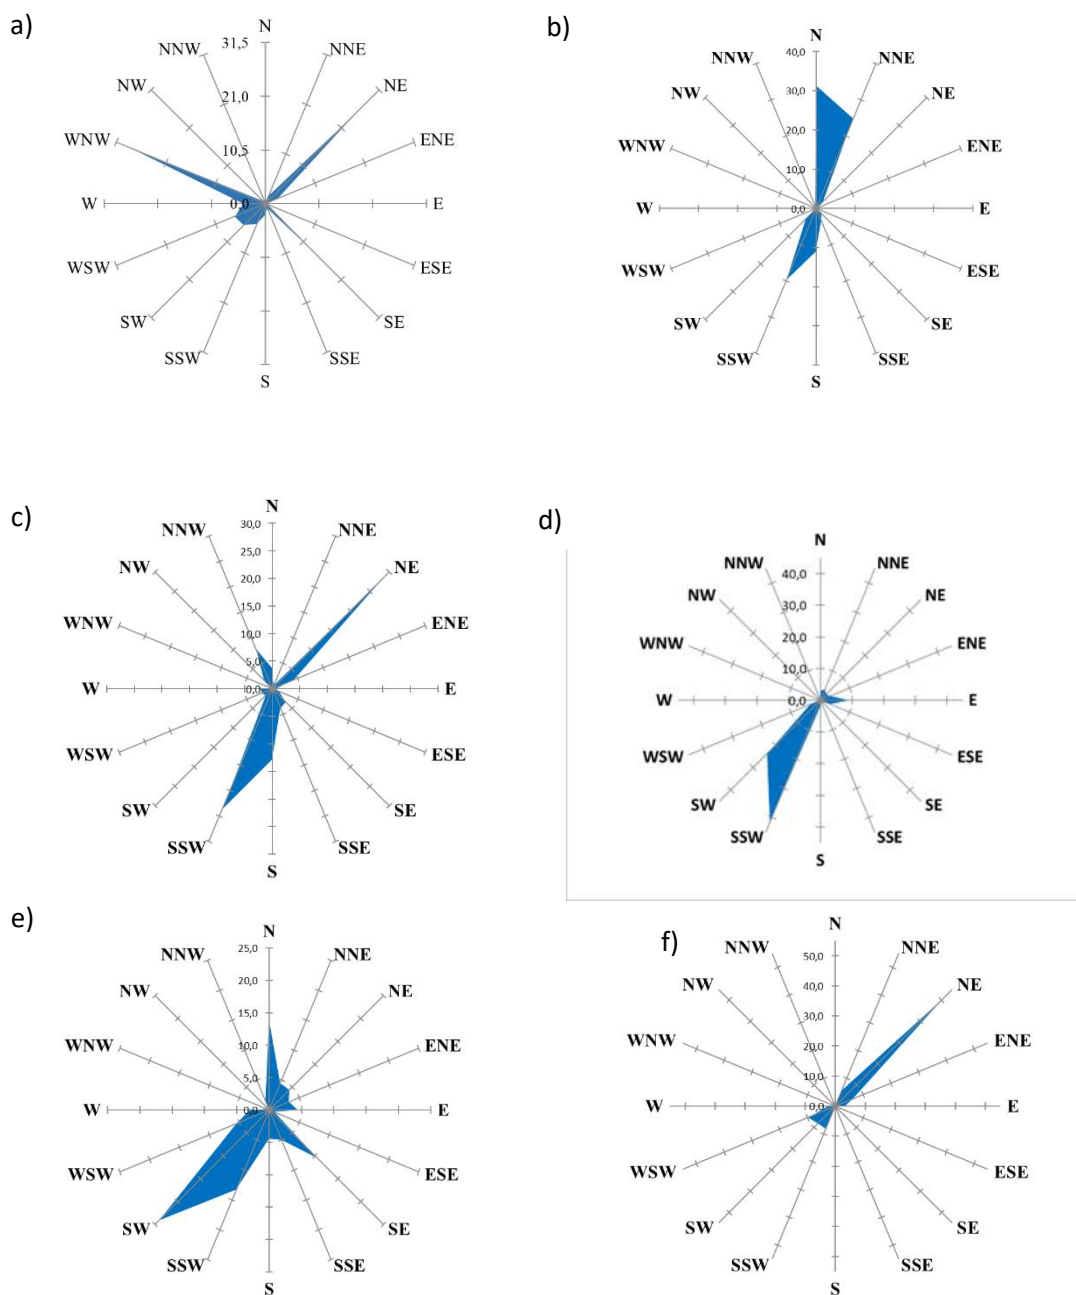 a)
N
31,5
NNW
NNE
21,0
NW
NE
10,5
WNW
ENE
0,0
W
E
WSW
ESE
SW
SE
SSW
SSE
S
b)
N
40,0
NNW
NNE
30,0
NW
NE
20,0
WNW
ENE
10,0
0,0
W
E
WSW
ESE
SW
SE
SSW
SSE
S
c)
N
30,0
NNW
NNE
25,0
20,0
NW
NE
15,0
WNW
ENE
10,0
5,0
0,0
W
E
WSW
ESE
SW
SE
SSW
SSE
S
d)
N
NNW
NNE
40,0
NW
NE
30,0
20,0
WNW
ENE
10,0
0,0
W
E
WSW
ESE
SW
SE
SSW
SSE
S
e)
N
25,0
NNW
NNE
20,0
NW
NE
15,0
10,0
WNW
ENE
5,0
0,0
W
E
WSW
ESE
SW
SE
SSW
SSE
S
f)
N
NNW
NNE
50,0
40,0
NW
NE
30,0
20,0
WNW
ENE
10,0
0,0
W
E
WSW
ESE
SW
SE
SSW
SSE
S